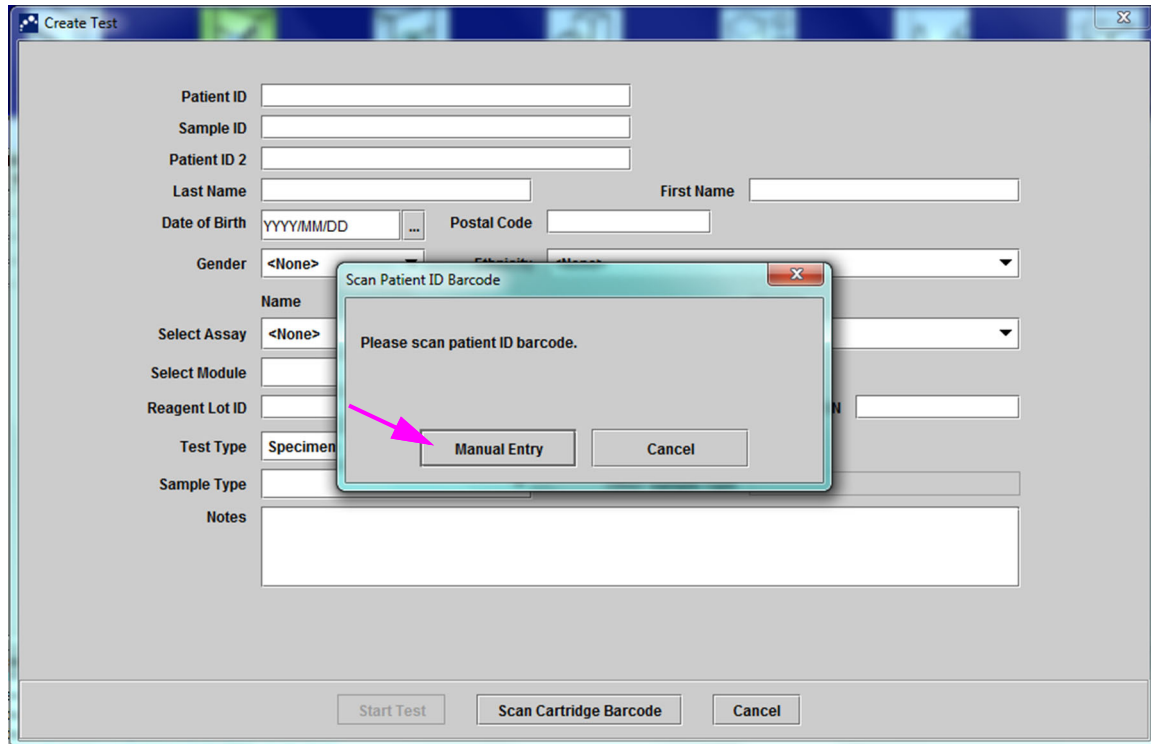 Create Test
Patient ID
Sample ID
Patient ID 2
Last Name First Name
Date of Birth YYYY/MM/DD ... Postal Code
Gender <None> Ethnicity <None>
Scan Patient ID Barcode
Name
Select Assay <None>
Please scan patient ID barcode.
Select Module
Reagent Lot ID N
Test Type Specimen
Manual Entry Cancel
Sample Type
Notes
Start Test Scan Cartridge Barcode Cancel